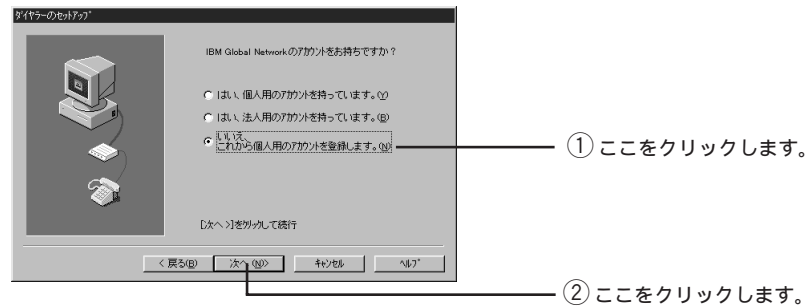 ダイヤラーのセットアップ
IBM Global Networkのアカウントをお持ちですか？
はい、個人用のアカウントを持っています。(Y)
はい、法人用のアカウントを持っています。(B)
いいえ、
これから個人用のアカウントを登録します。(N)
① ここをクリックします。
[次へ >]をクリックして続行
< 戻る(B)
次へ (N)>
キャンセル
ヘルプ
② ここをクリックします。